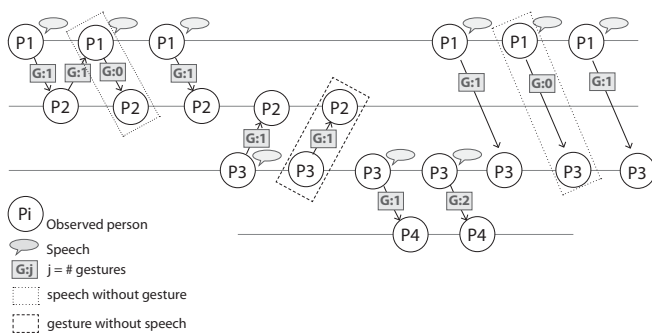 P1 P1 P1 P1 P1 P1
G:1 G:1 G:0 G:1 G:1 G:0 G:1
P2 P2 P2 P2 P2
G:1 G:1
P3 P3 P3 P3 P3 P3 P3
G:1 G:2
P4 P4
Pi Observed person
Speech
G:j j = # gestures
speech without gesture
gesture without speech